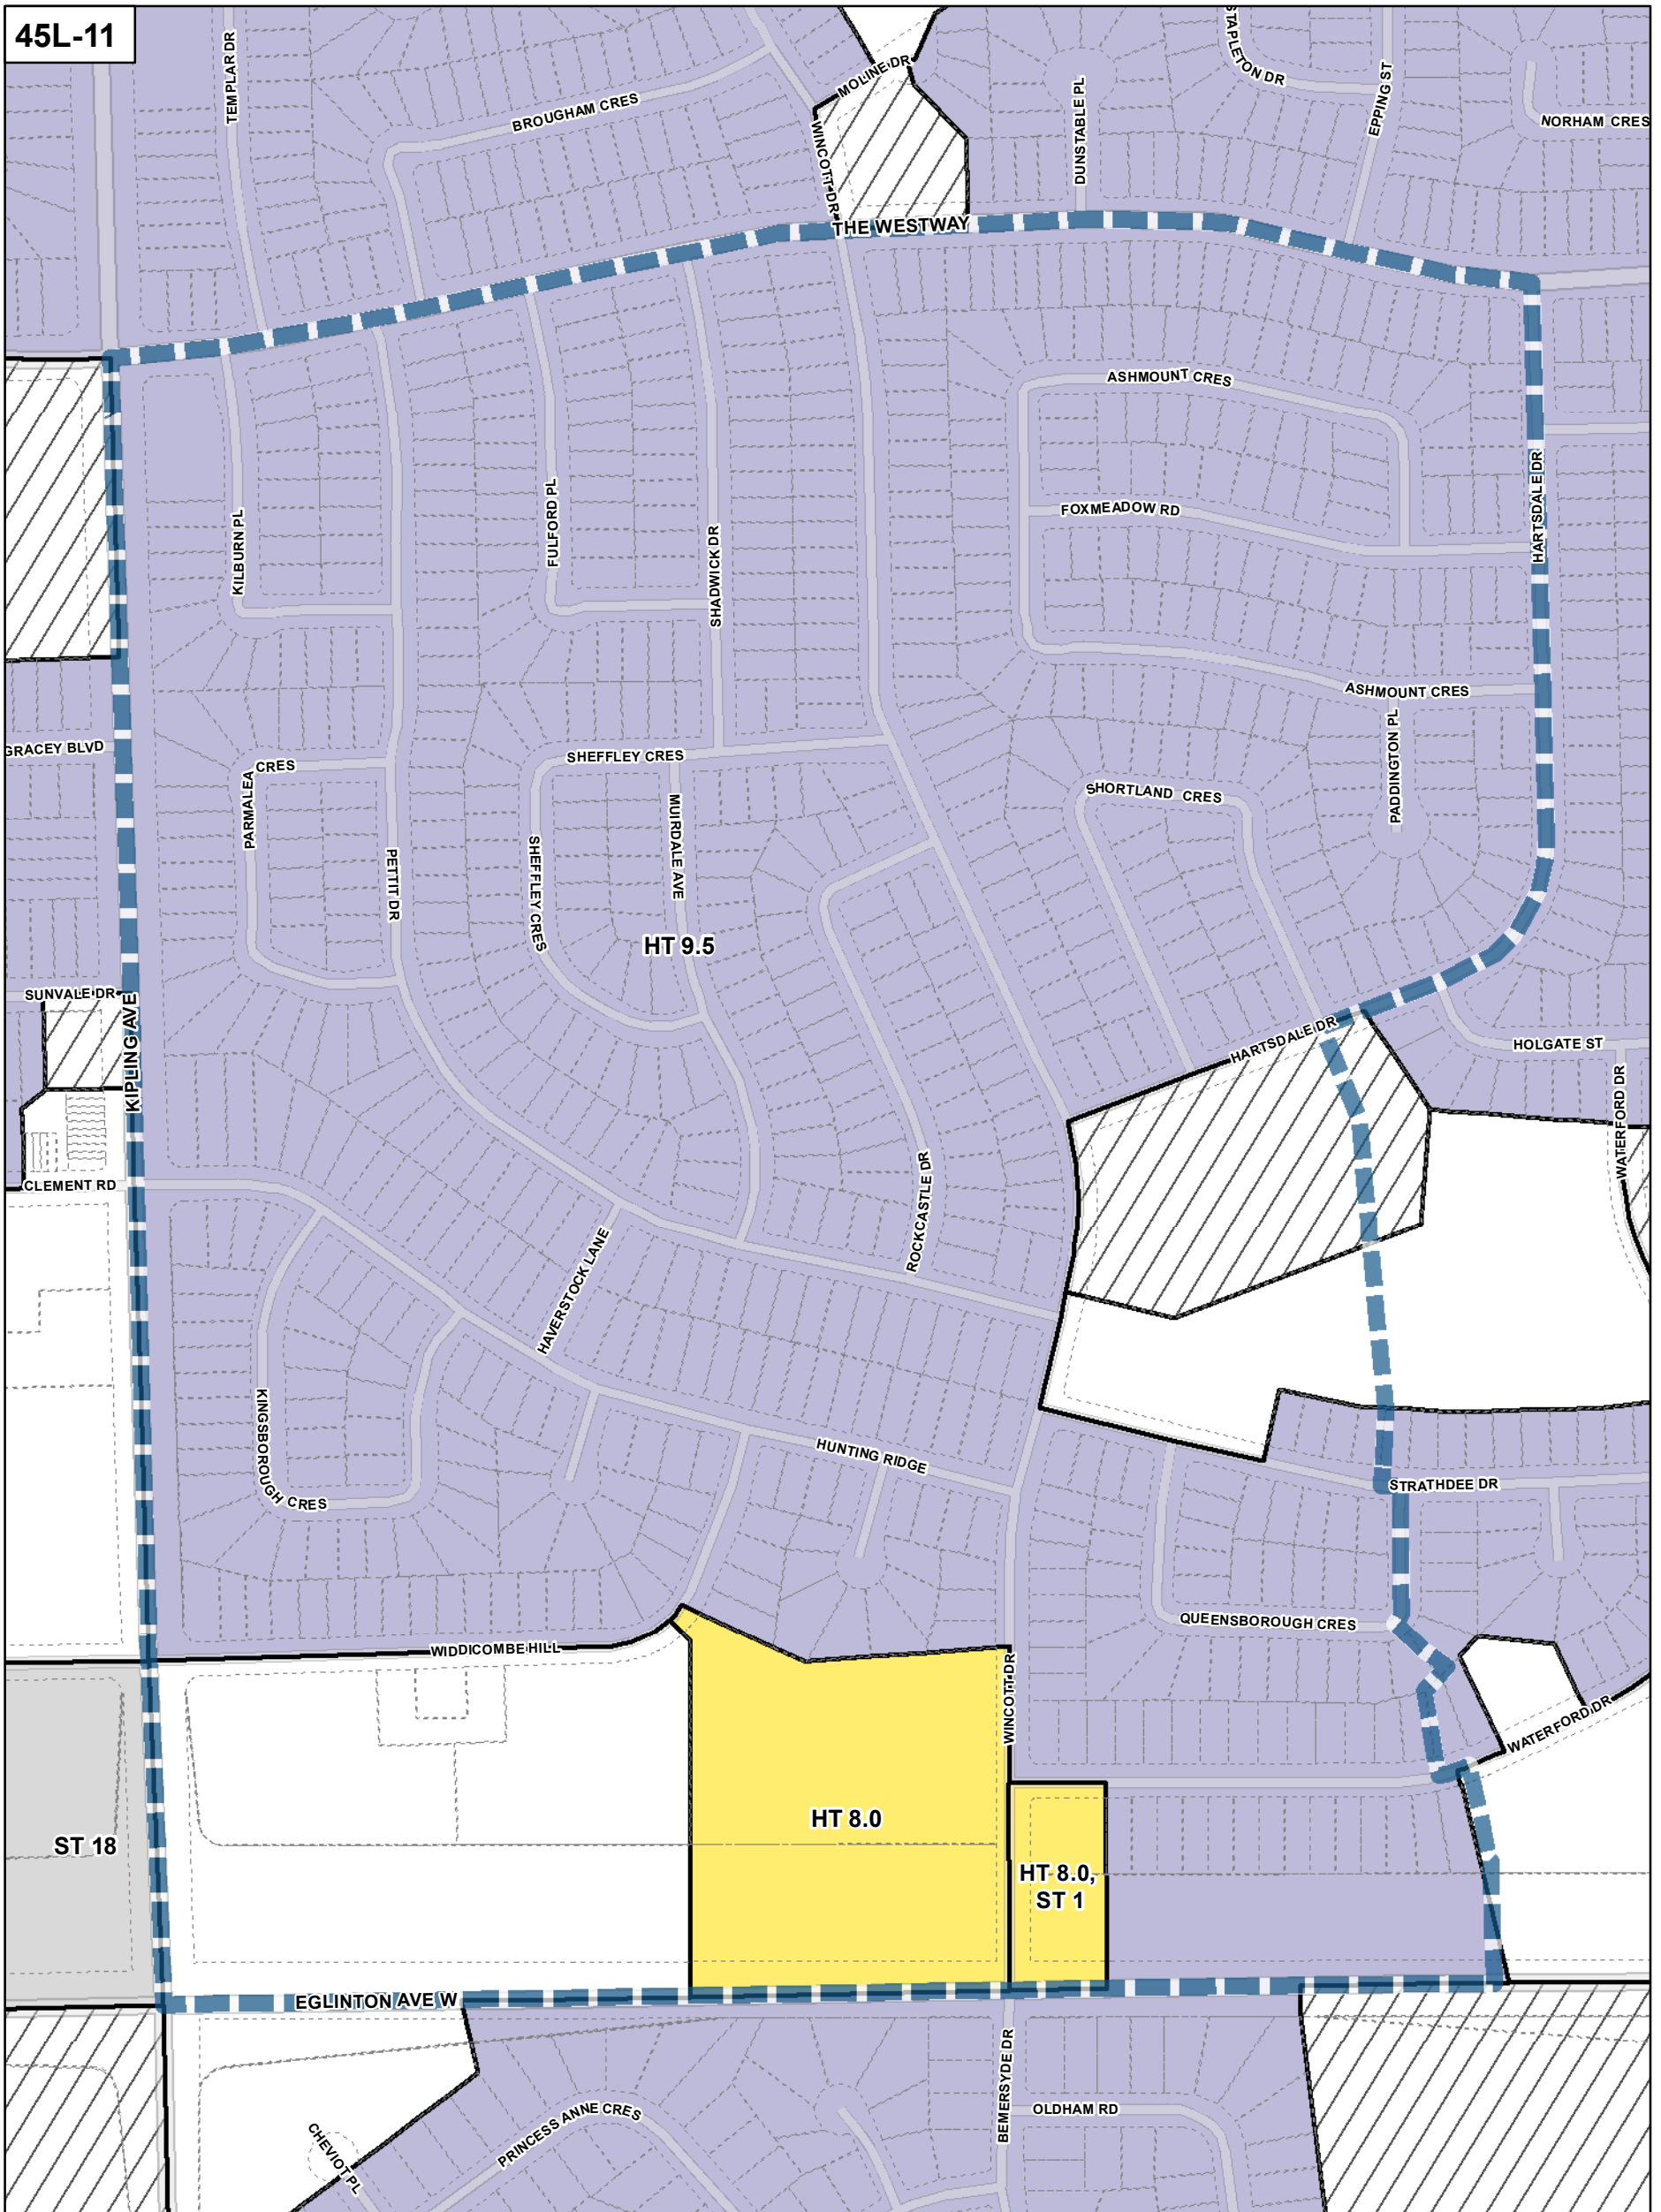 45L-11
TEMPLAR DR
BROUGHAM CRES
MOLINE DR
WINCOTT DR
DUNSTABLE PL
STAPLETON DR
EPPING ST
NORHAM CRES
THE WESTWAY
ASHMOUNT CRES
HARTSDALE DR
FOXMEADOW RD
KILBURN PL
FULFORD PL
SHADWICK DR
ASHMOUNT CRES
PADDINGTON PL
GRACEY BLVD
PARMALEA CRES
SHEFFLEY CRES
SHORTLAND CRES
MUIRDALE AVE
PETTIT DR
SHEFFLEY CRES
HT 9.5
SUNVALE DR
KIPLING AVE
HARTSDALE DR
HOLGATE ST
WATERFORD DR
CLEMENT RD
ROCKCASTLE DR
HAVERSTOCK LANE
KINGSBOROUGH CRES
HUNTING RIDGE
STRATHDEE DR
QUEENSBOROUGH CRES
WIDDICOMBE HILL
WINCOTT DR
WATERFORD DR
HT 8.0
ST 18
HT 8.0,
ST 1
EGLINTON AVE W
BEMERSYDE DR
OLDHAM RD
PRINCESS ANNE CRES
CHEVIOT PL